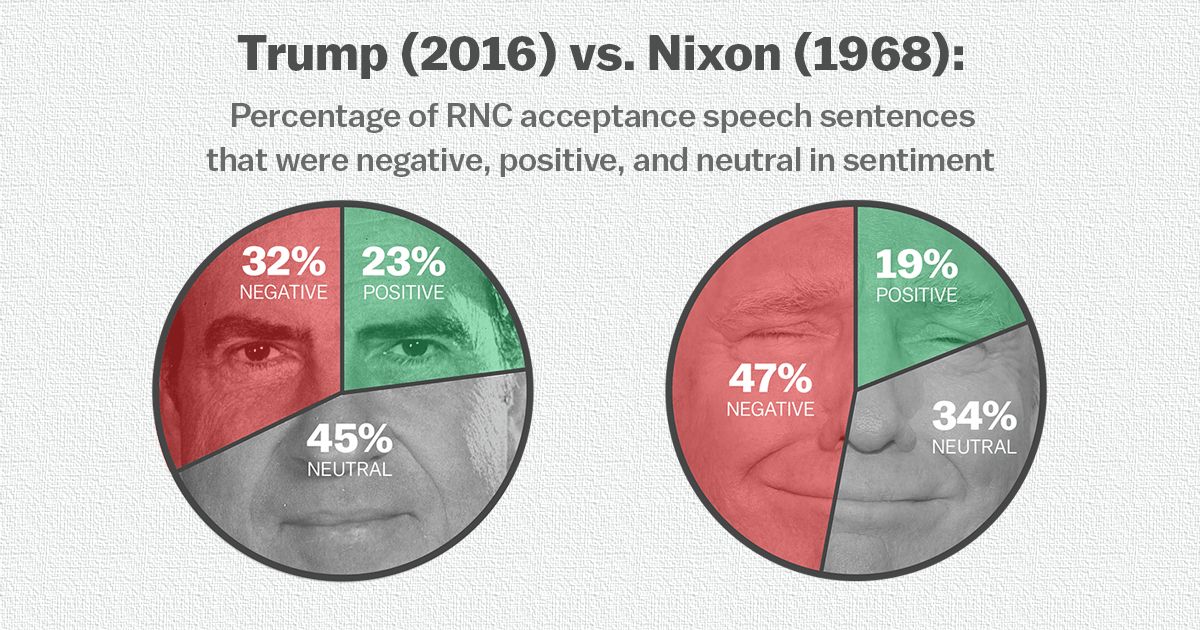 Trump (2016) vs. Nixon (1968):
Percentage of RNC acceptance speech sentences
that were negative, positive, and neutral in sentiment
32%
NEGATIVE
23%
POSITIVE
45%
NEUTRAL
19%
POSITIVE
47%
NEGATIVE
34%
NEUTRAL